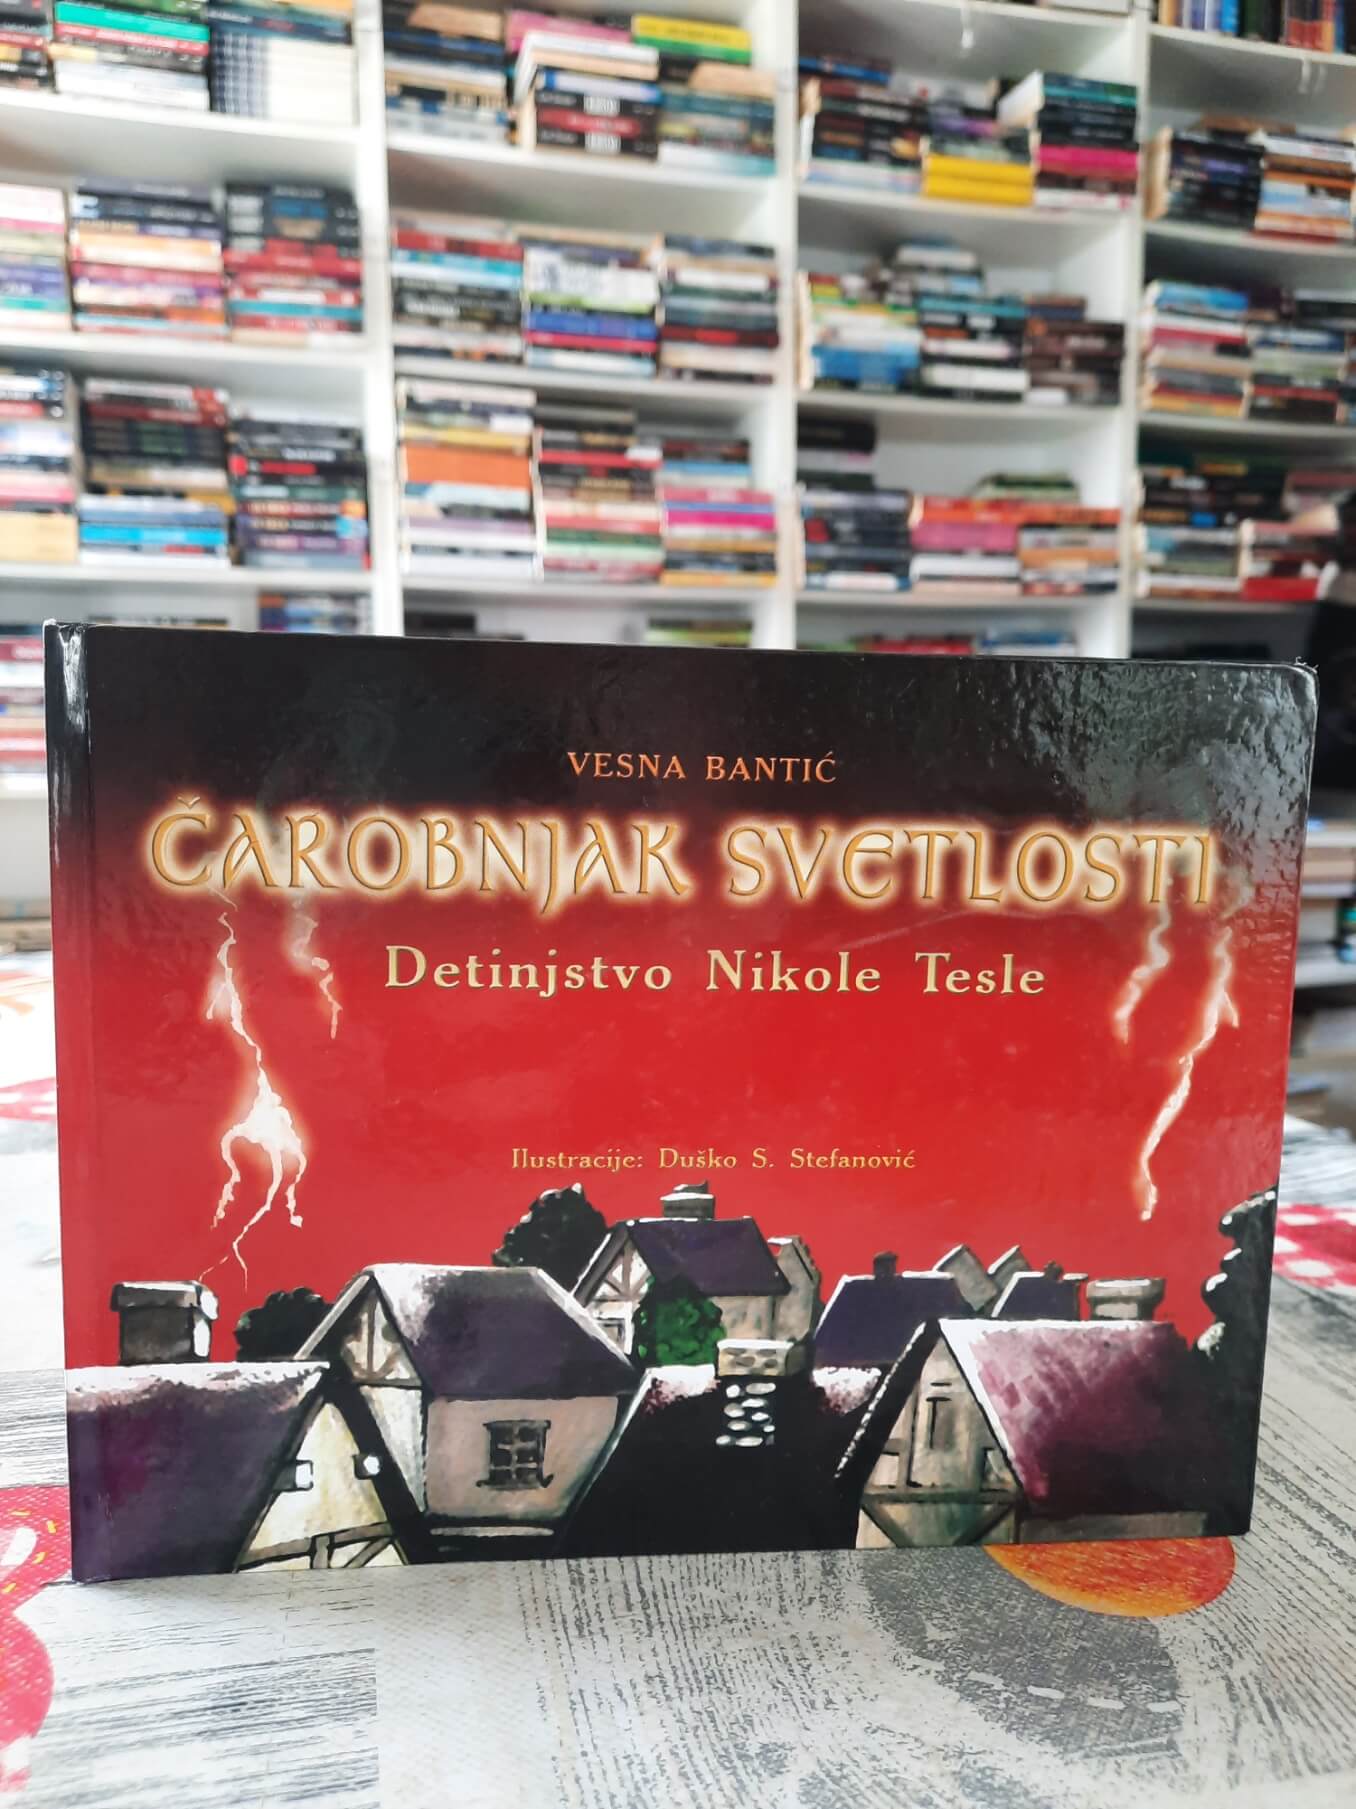 VESNA BANTIĆ
ČAROBNJAK SVETLOSTI
Detinjstvo Nikole Tesle
Ilustracije: Duško S. Stefanović